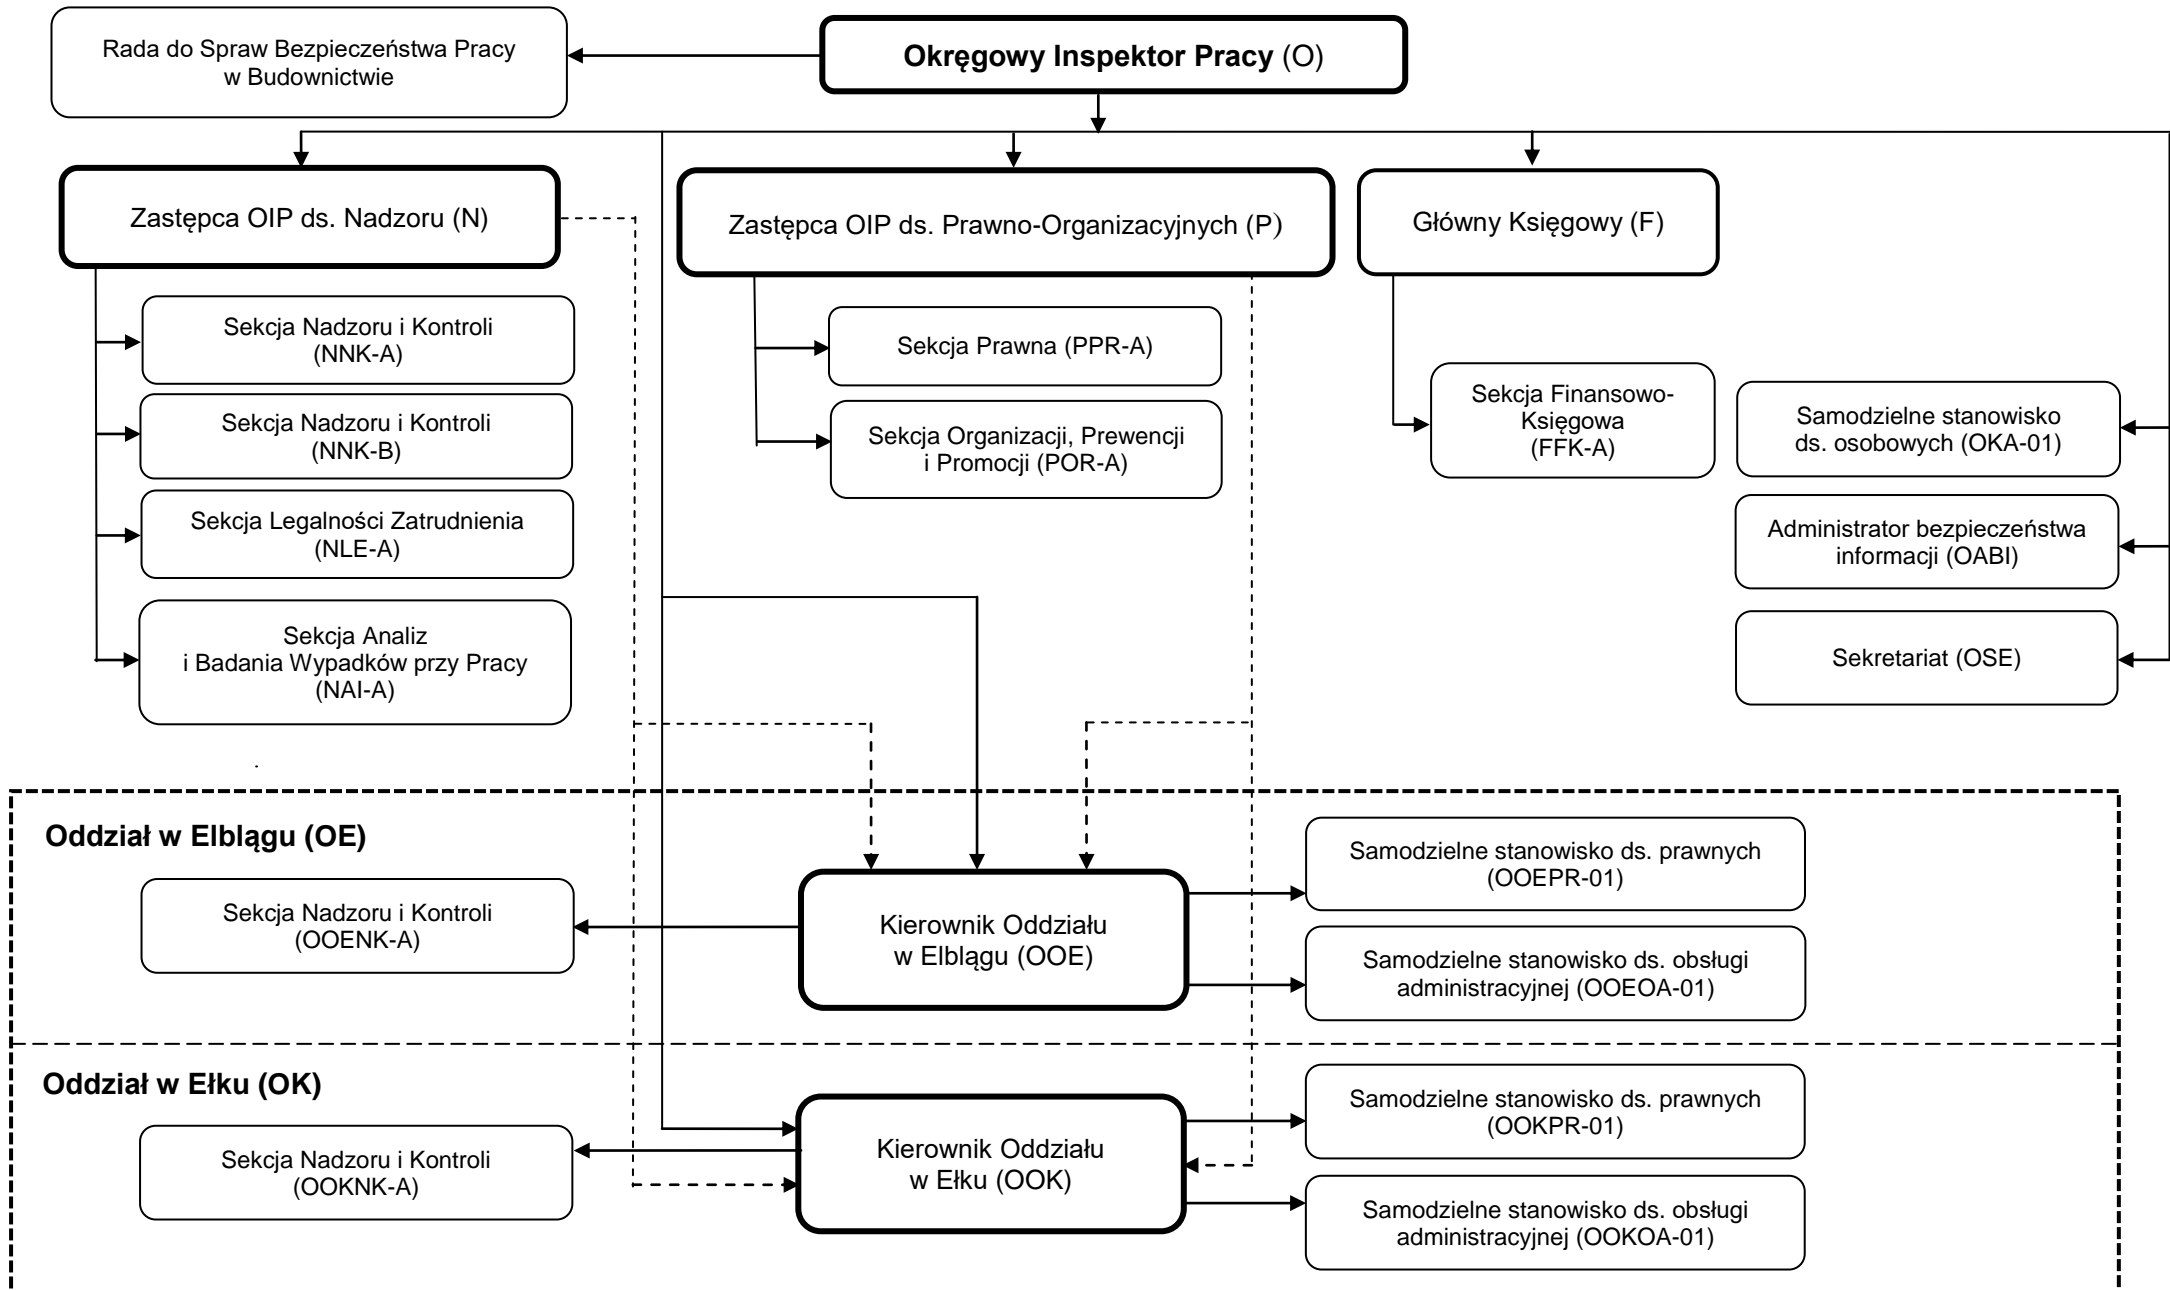 Rada do Spraw Bezpieczeństwa Pracy
w Budownictwie
Okręgowy Inspektor Pracy (O)
Zastępca OIP ds. Nadzoru (N)
Zastępca OIP ds. Prawno-Organizacyjnych (P)
Główny Księgowy (F)
Sekcja Nadzoru i Kontroli
(NNK-A)
Sekcja Nadzoru i Kontroli
(NNK-B)
Sekcja Legalności Zatrudnienia
(NLE-A)
Sekcja Analiz
i Badania Wypadków przy Pracy
(NAI-A)
Sekcja Prawna (PPR-A)
Sekcja Organizacji, Prewencji
i Promocji (POR-A)
Sekcja Finansowo-
Księgowa
(FFK-A)
Samodzielne stanowisko
ds. osobowych (OKA-01)
Administrator bezpieczeństwa
informacji (OABI)
Sekretariat (OSE)
Oddział w Elblągu (OE)
Sekcja Nadzoru i Kontroli
(OOENK-A)
Kierownik Oddziału
w Elblągu (OOE)
Samodzielne stanowisko ds. prawnych
(OOEPR-01)
Samodzielne stanowisko ds. obsługi
administracyjnej (OOEOA-01)
Oddział w Ełku (OK)
Sekcja Nadzoru i Kontroli
(OOKNK-A)
Kierownik Oddziału
w Ełku (OOK)
Samodzielne stanowisko ds. prawnych
(OOKPR-01)
Samodzielne stanowisko ds. obsługi
administracyjnej (OOKOA-01)